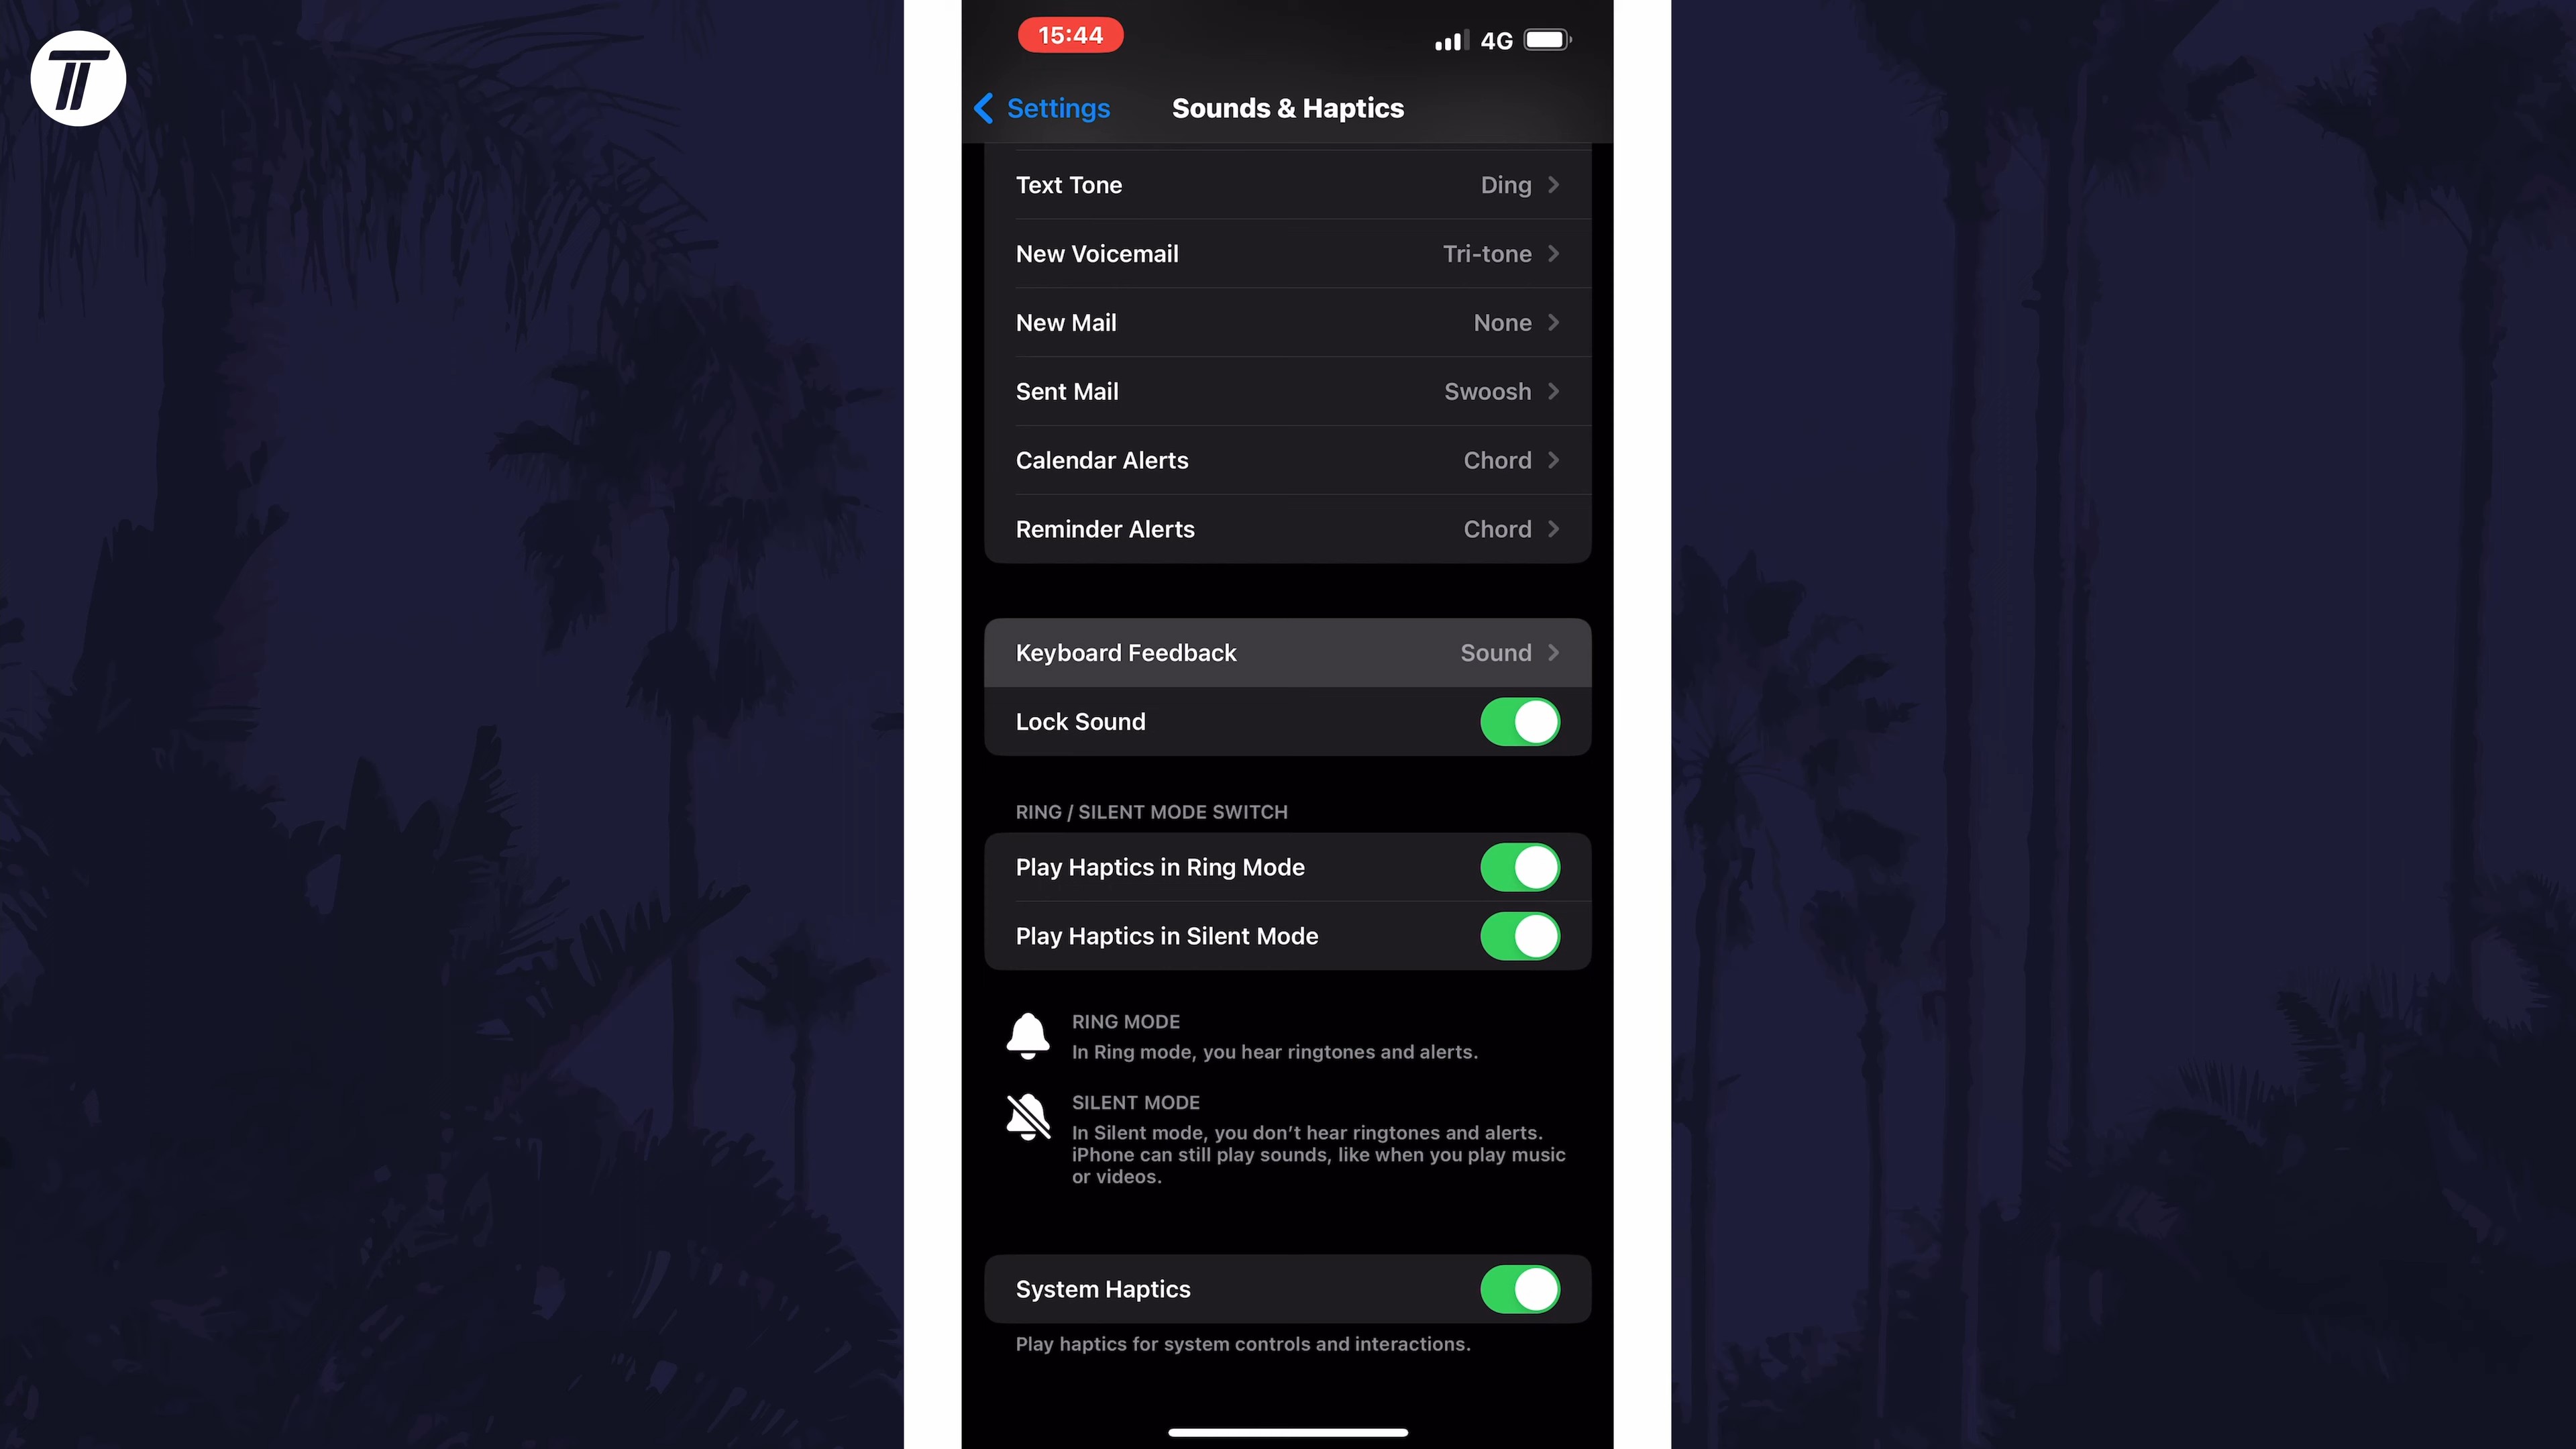 15:44
4G
Settings
Sounds & Haptics
Text Tone
Ding
New Voicemail
Tri-tone
New Mail
None
Sent Mail
Swoosh
Calendar Alerts
Chord
Reminder Alerts
Chord
Keyboard Feedback
Sound
Lock Sound
RING / SILENT MODE SWITCH
Play Haptics in Ring Mode
Play Haptics in Silent Mode
RING MODE
In Ring mode, you hear ringtones and alerts.
SILENT MODE
In Silent mode, you don’t hear ringtones and alerts.
iPhone can still play sounds, like when you play music
or videos.
System Haptics
Play haptics for system controls and interactions.